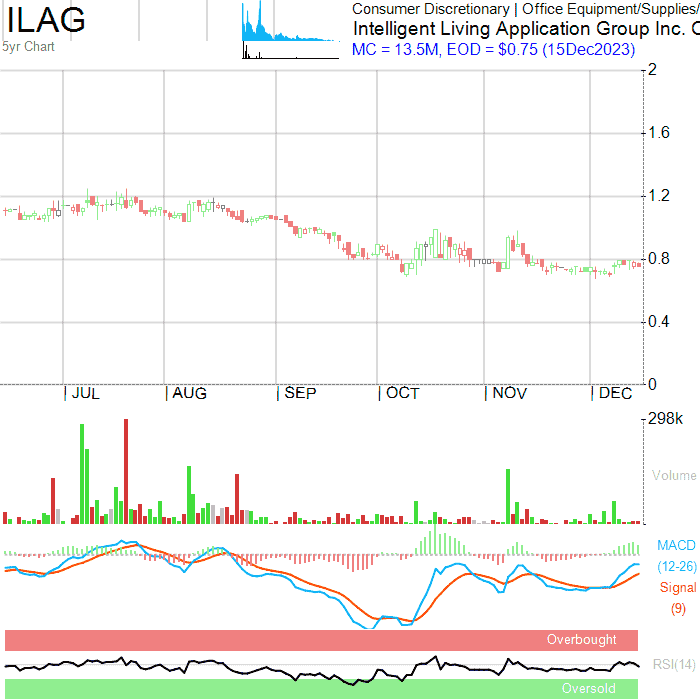 ILAG
5yr Chart
Consumer Discretionary | Office Equipment/Supplies/
Intelligent Living Application Group Inc.
MC = 13.5M, EOD = $0.75 (15Dec2023)
2
1.6
1.2
0.8
0.4
0
JUL
AUG
SEP
OCT
NOV
DEC
298k
Volume
MACD
(12-26)
Signal
(9)
Overbought
RSI(14)
Oversold